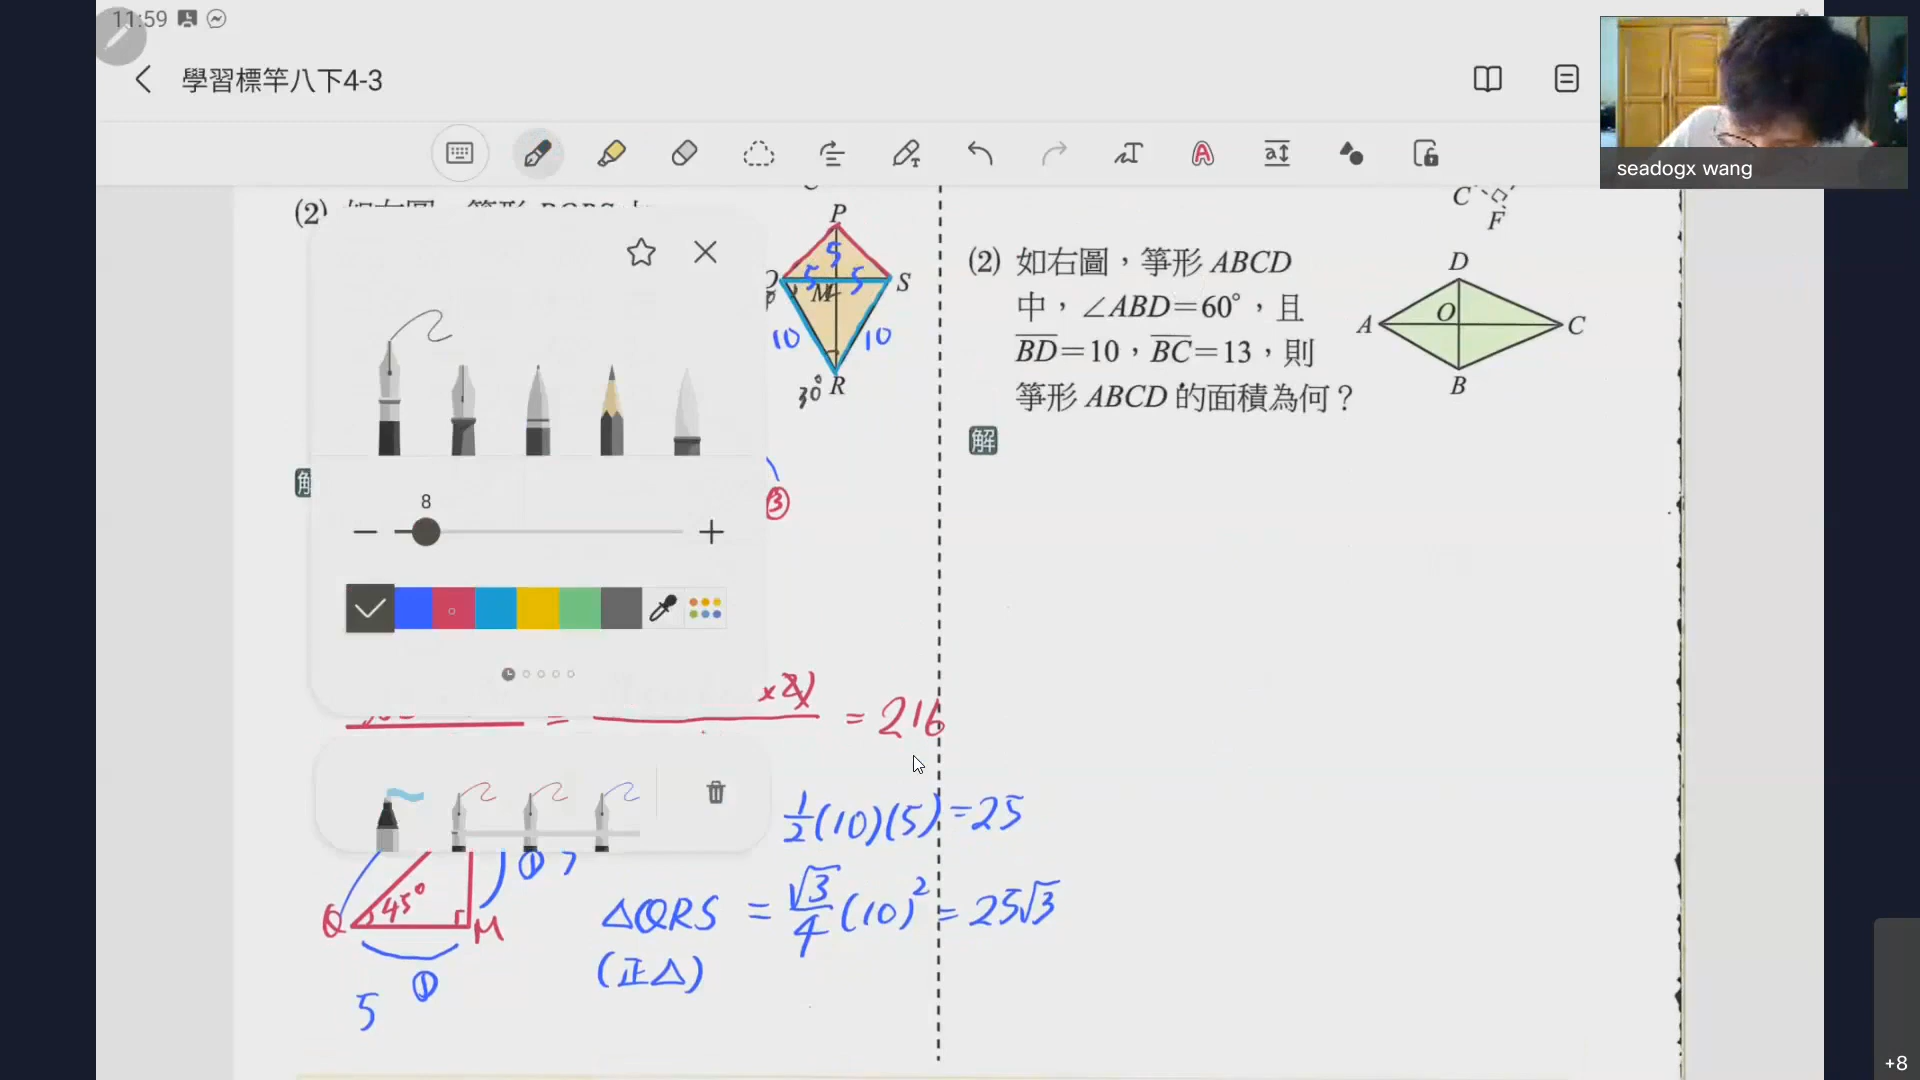 11:59
學習標竿八下4-3
seadogx wang
(2)
P
5
5 5
S
M
10 10
30° R
C
F
(2) 如右圖，箏形 ABCD
中，∠ABD＝60°，且
BD＝10，BC＝13，則
箏形 ABCD 的面積為何？
D
O
A
C
B
解
8
③
×2) = 216
1/2(10)(5)=25
①
45°
Q
M
△QRS = √3/4 (10)² = 25√3
(正△)
①
5
+8